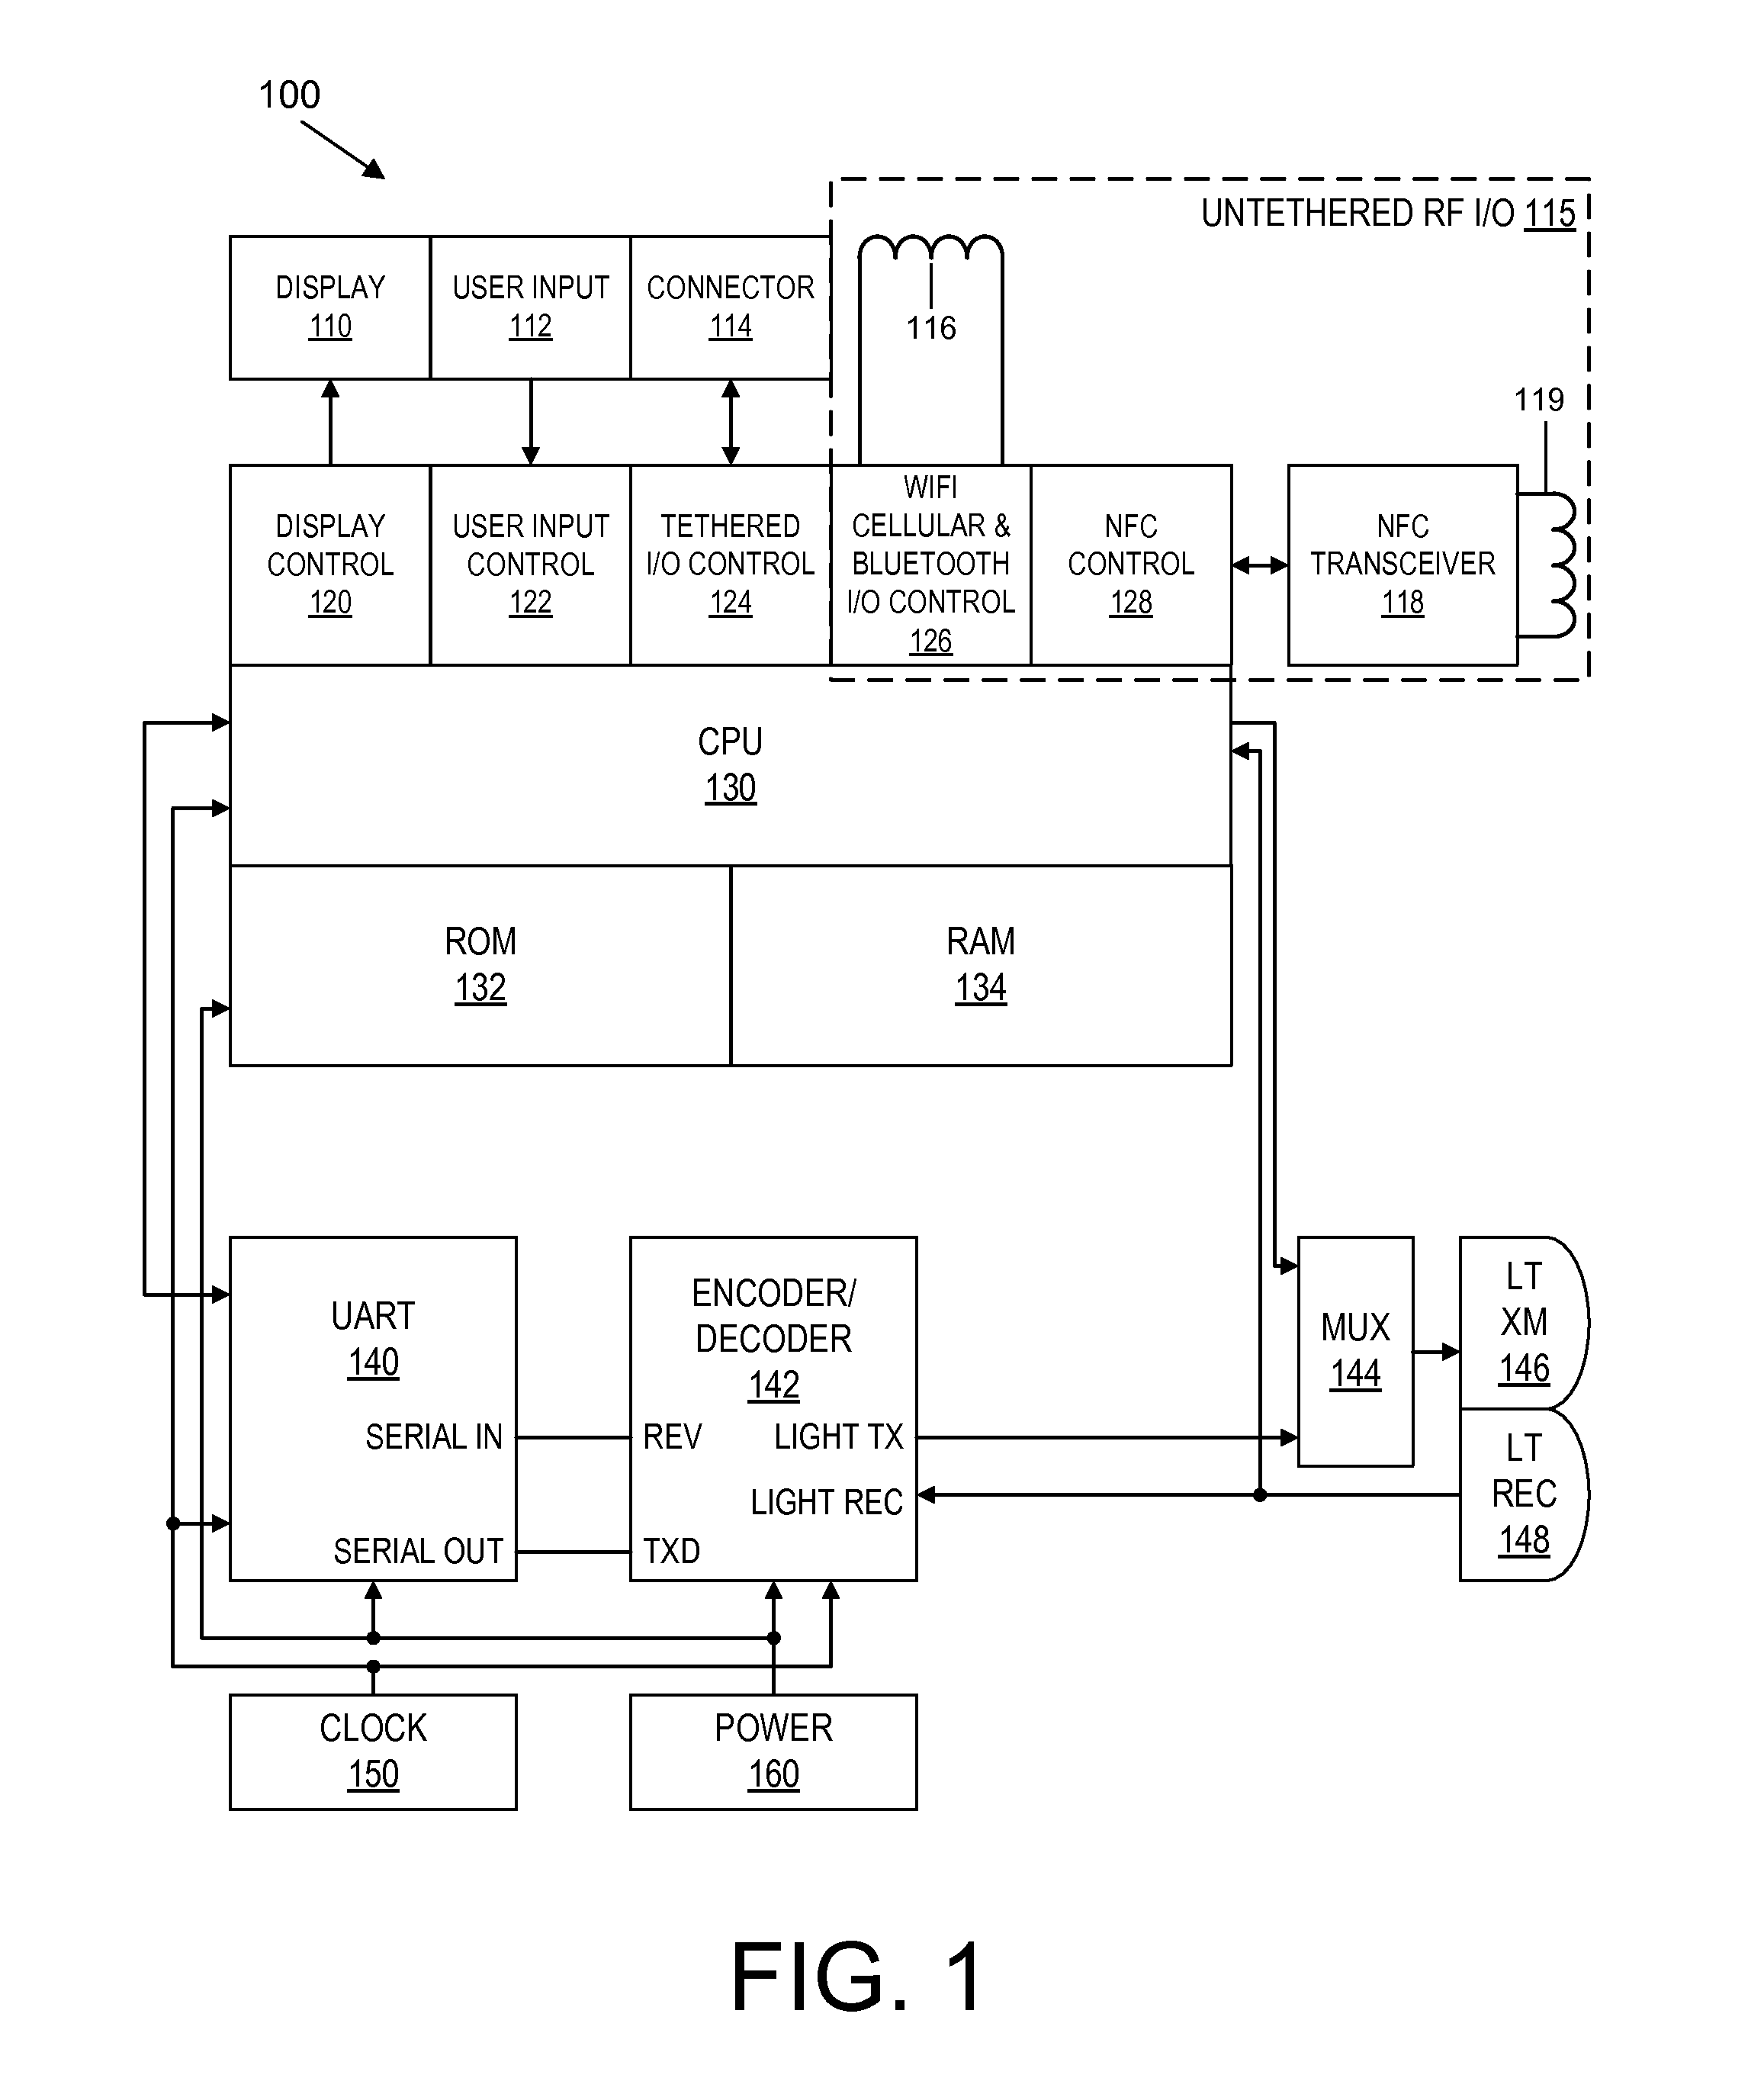 100
UNTETHERED RF I/O 115
DISPLAY
110
USER INPUT
112
CONNECTOR
114
116
119
DISPLAY
CONTROL
120
USER INPUT
CONTROL
122
TETHERED
I/O CONTROL
124
WIFI
CELLULAR &
BLUETOOTH
I/O CONTROL
126
NFC
CONTROL
128
NFC
TRANSCEIVER
118
CPU
130
ROM
132
RAM
134
UART
140
SERIAL IN
SERIAL OUT
ENCODER/
DECODER
142
REV
LIGHT TX
LIGHT REC
TXD
MUX
144
LT
XM
146
LT
REC
148
CLOCK
150
POWER
160
FIG. 1